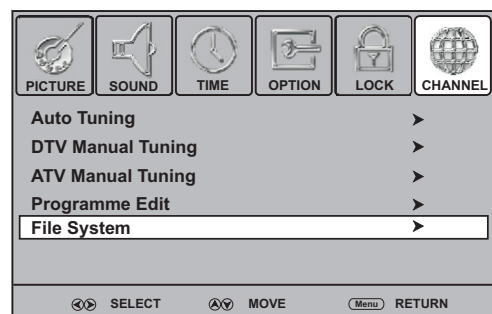 PICTURE SOUND TIME OPTION LOCK CHANNEL
Auto Tuning
DTV Manual Tuning
ATV Manual Tuning
Programme Edit
File System
SELECT MOVE Menu RETURN